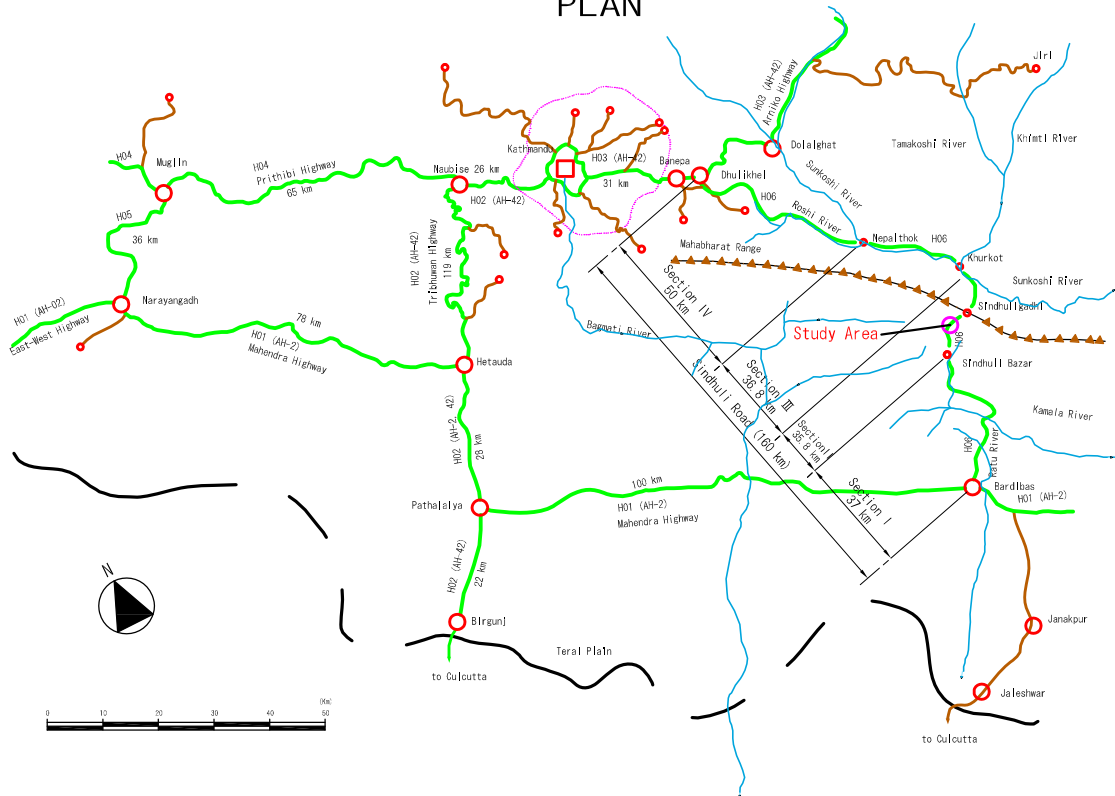 PLAN
Jiri
H03 (AH-42)
Arniko Highway
H04
Muglin
H04
Prithibi Highway
65 km
Naubise 26 km
H02 (AH-42)
Kathmandu
H03 (AH-42)
31 km
Banepa
Dhulikhel
Dolalghat
Tamakoshi River
Khimti River
Sunkoshi River
H06
Roshi River
Nepalthok
H06
Mahabharat Range
Khurkot
Sunkoshi River
Sindhuligadhi
H05
36 km
Narayangadh
H01 (AH-02)
East-West Highway
78 km
H01 (AH-2)
Mahendra Highway
H02 (AH-42)
Tribhuwan Highway
119 km
Hetauda
Bagmati River
Section IV
50 km
Study Area
H06
Sindhuli Bazar
Section III
36.8 km
Sindhuli Road (160 km)
Section II
35.8 km
Section I
37 km
Kamala River
H06
Ratu River
Bardibas
H01 (AH-2)
H02 (AH-2, 42)
28 km
Pathalaiya
100 km
H01 (AH-2)
Mahendra Highway
N
H02 (AH-42)
22 km
Birgunj
to Culcutta
Terai Plain
Janakpur
Jaleshwar
to Culcutta
(Km)
0 10 20 30 40 50